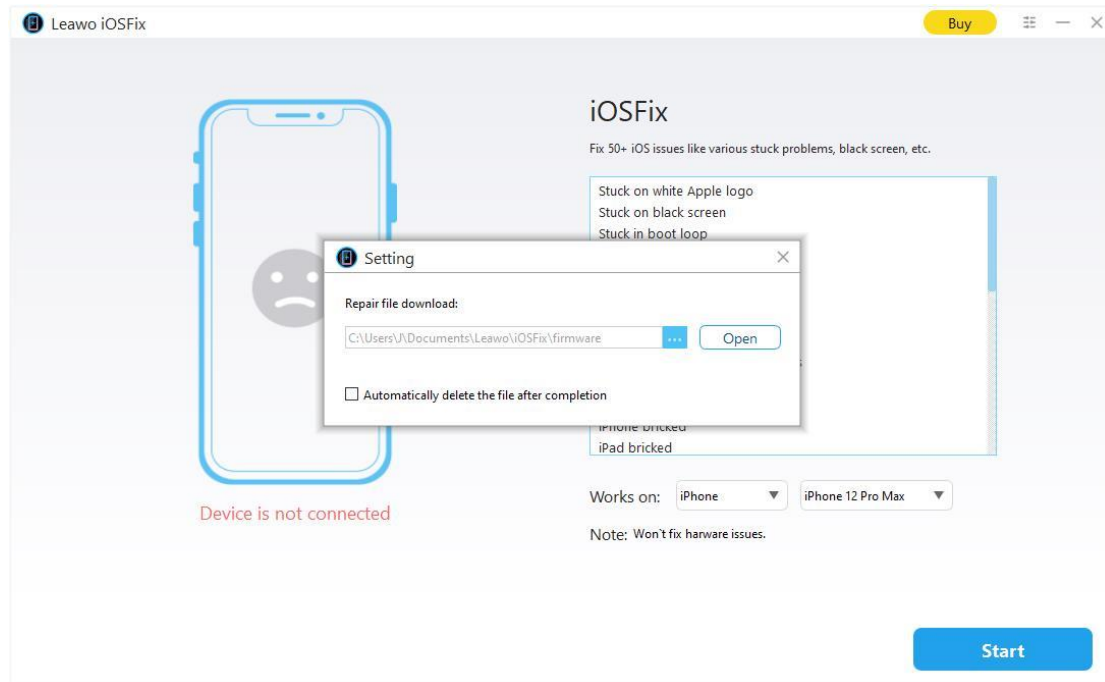 Leawo iOSFix
Buy
iOSFix
Fix 50+ iOS issues like various stuck problems, black screen, etc.
Stuck on white Apple logo
Stuck on black screen
Stuck in boot loop
Setting
Repair file download:
C:\Users\J\Documents\Leawo\iOSFix\firmware
...
Open
Automatically delete the file after completion
iPhone bricked
iPad bricked
Device is not connected
Works on:
iPhone
iPhone 12 Pro Max
Note: Won`t fix harware issues.
Start